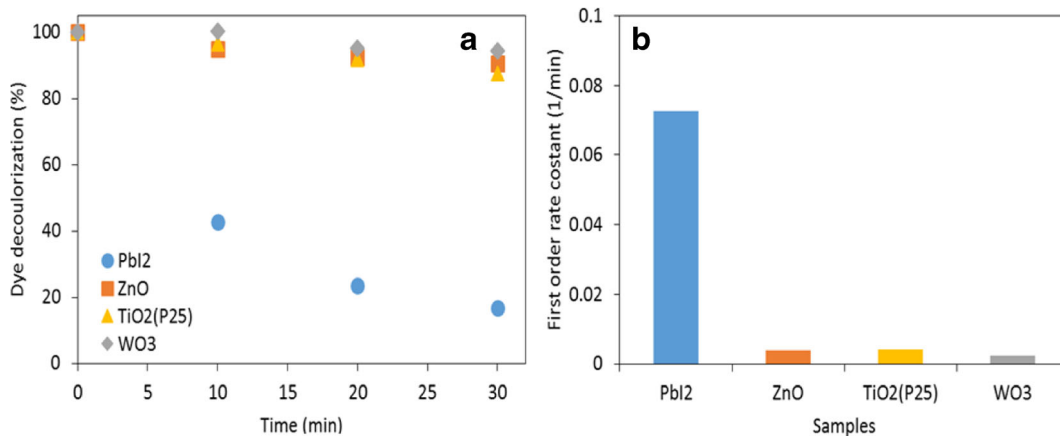 a
Dye decoulorization (%)
100
80
60
40
20
0
PbI2
ZnO
TiO2(P25)
WO3
0 5 10 15 20 25 30
Time (min)
b
First order rate costant (1/min)
0.1
0.08
0.06
0.04
0.02
0
PbI2 ZnO TiO2(P25) WO3
Samples